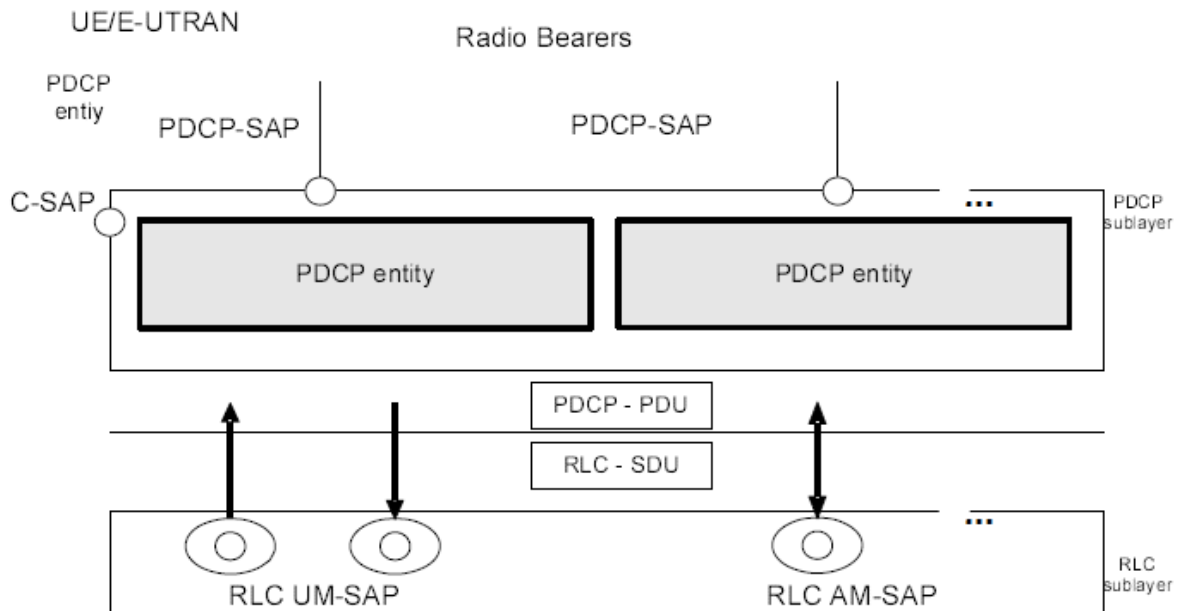 UE/E-UTRAN
Radio Bearers
PDCP
entiy
PDCP-SAP
PDCP-SAP
C-SAP
...
PDCP
sublayer
PDCP entity
PDCP entity
PDCP - PDU
RLC - SDU
...
RLC UM-SAP
RLC AM-SAP
RLC
sublayer